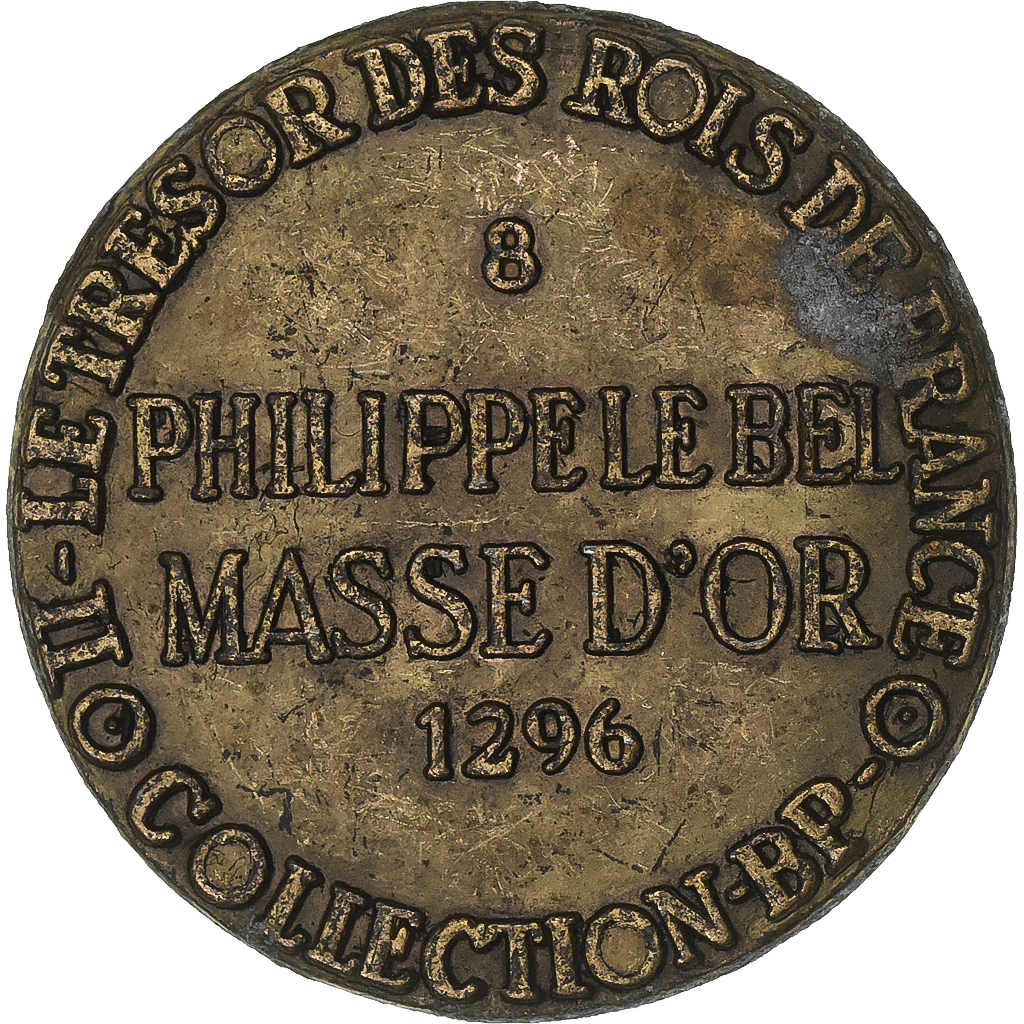 II - LE TRESOR DES ROIS DE FRANCE
8
PHILIPPE LE BEL
MASSE D'OR
1296
COLLECTION-BP-